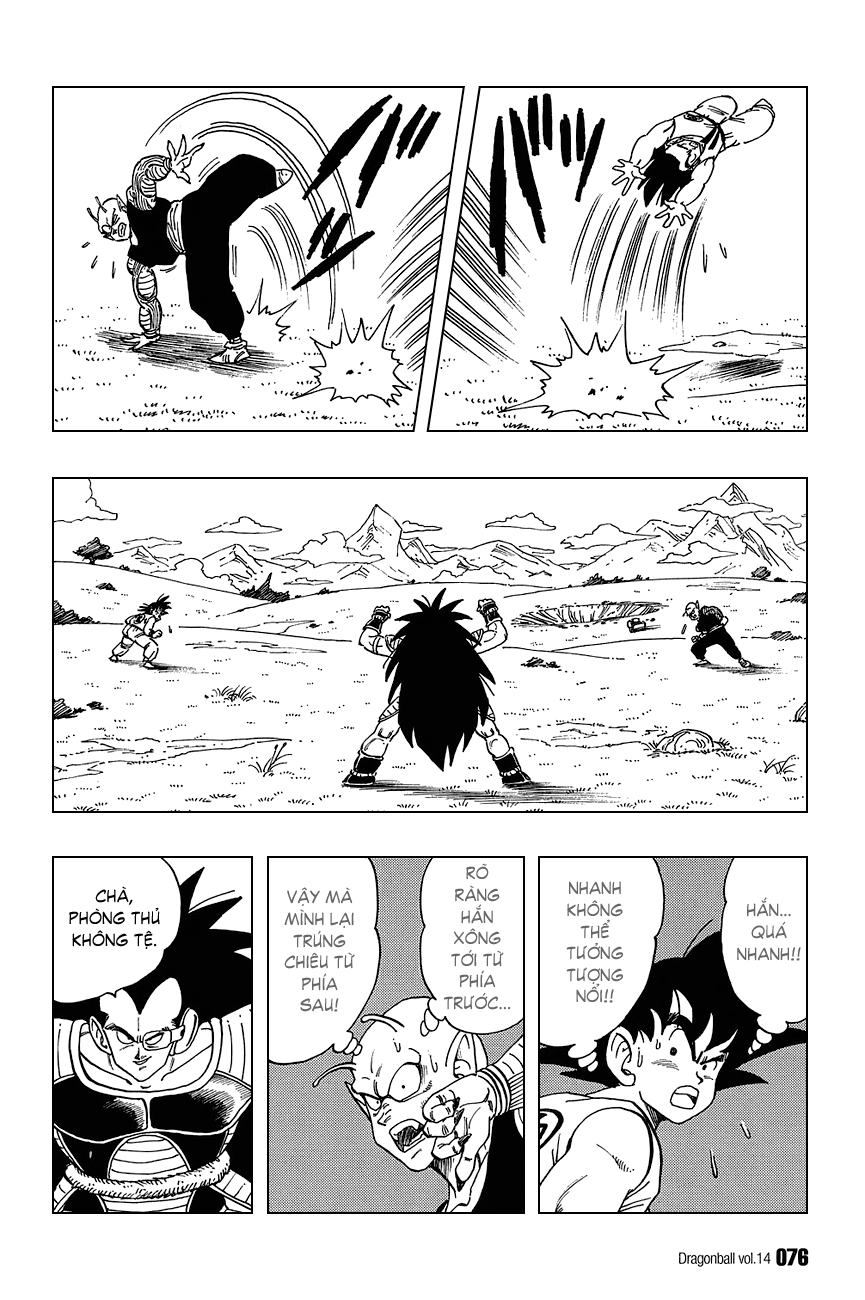 HẮN...
QUÁ
NHANH!!
NHANH
KHÔNG
THỂ
TƯỞNG
TƯỢNG
NỔI!!
RÕ
RÀNG
HẮN
XÔNG
TỚI TỪ
PHÍA
TRƯỚC...
VẬY MÀ
MÌNH LẠI
TRÚNG
CHIÊU TỪ
PHÍA
SAU!
CHÀ,
PHÒNG THỦ
KHÔNG TỆ.
Dragonball vol.14 076